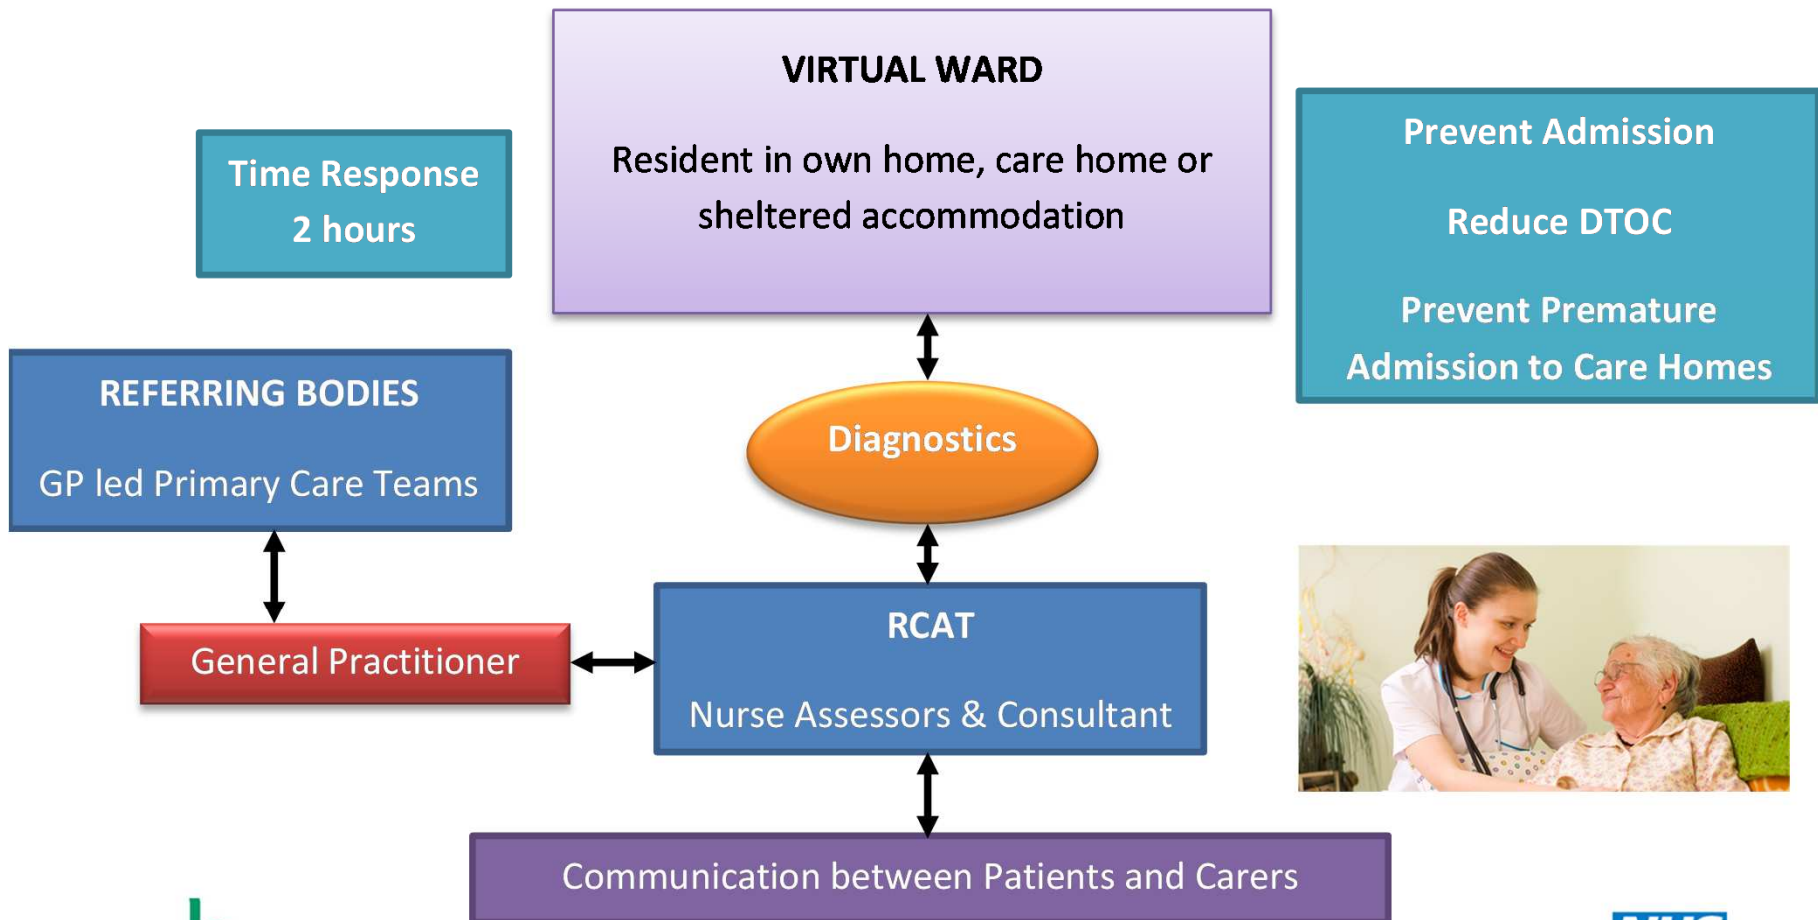 VIRTUAL WARD
Resident in own home, care home or
sheltered accommodation
Time Response
2 hours
Prevent Admission
Reduce DTOC
Prevent Premature
Admission to Care Homes
REFERRING BODIES
GP led Primary Care Teams
Diagnostics
General Practitioner
RCAT
Nurse Assessors & Consultant
Communication between Patients and Carers
NHS